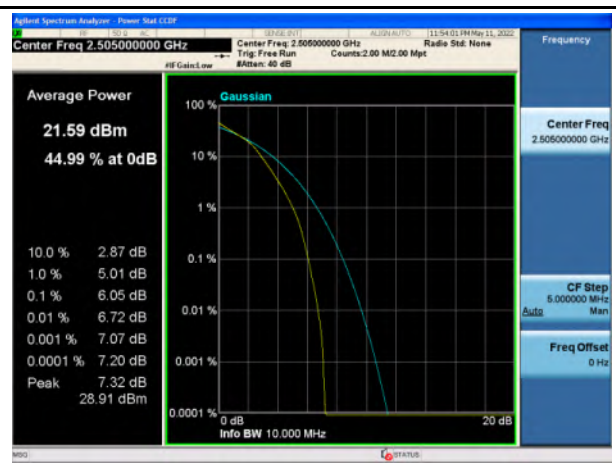 Agilent Spectrum Analyzer - Power Stat CCDF
RF 50 Ω AC SENSE:INT ALIGN AUTO 11:54:01 PM May 11, 2022
Center Freq 2.505000000 GHz Center Freq: 2.505000000 GHz Radio Std: None
Trig: Free Run Counts:2.00 M/2.00 Mpt
#IFGain:Low #Atten: 40 dB
Frequency
Average Power
21.59 dBm
44.99 % at 0dB
10.0 % 2.87 dB
1.0 % 5.01 dB
0.1 % 6.05 dB
0.01 % 6.72 dB
0.001 % 7.07 dB
0.0001 % 7.20 dB
Peak 7.32 dB
28.91 dBm
Gaussian
100 %
10 %
1 %
0.1 %
0.01 %
0.001 %
0.0001 %
0 dB 20 dB
Info BW 10.000 MHz
Center Freq
2.505000000 GHz
CF Step
5.000000 MHz
Auto Man
Freq Offset
0 Hz
MSG STATUS